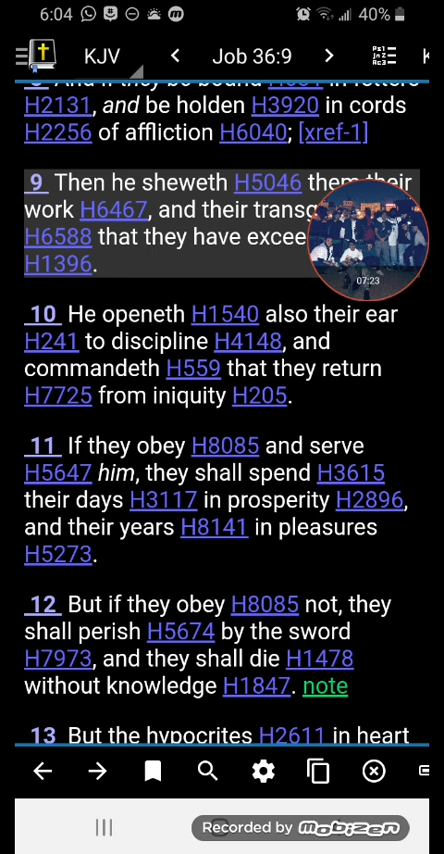 6:04 40%
KJV < Job 36:9 >
H2131, and be holden H3920 in cords
H2256 of affliction H6040; [xref-1]
9 Then he sheweth H5046 them their
work H6467, and their transg
H6588 that they have excee
07:23
H1396.
10 He openeth H1540 also their ear
H241 to discipline H4148, and
commandeth H559 that they return
H7725 from iniquity H205.
11 If they obey H8085 and serve
H5647 him, they shall spend H3615
their days H3117 in prosperity H2896,
and their years H8141 in pleasures
H5273.
12 But if they obey H8085 not, they
shall perish H5674 by the sword
H7973, and they shall die H1478
without knowledge H1847. note
13 But the hypocrites H2611 in heart
Recorded by Mobizen